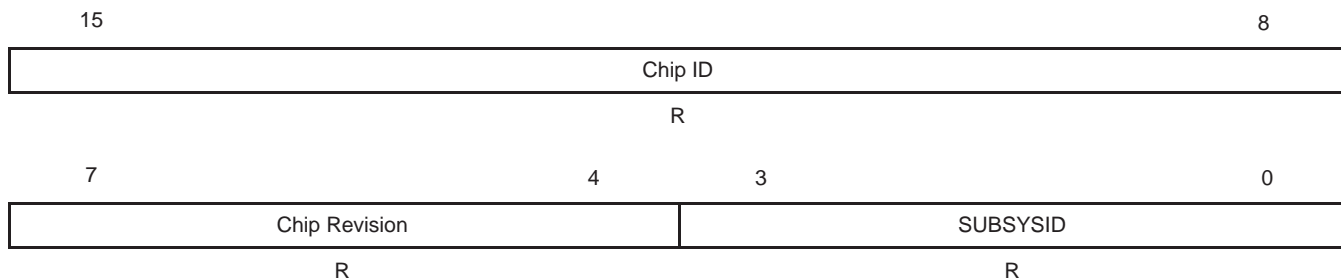 15 8
Chip ID
R
7 4 3 0
Chip Revision SUBSYSID
R R